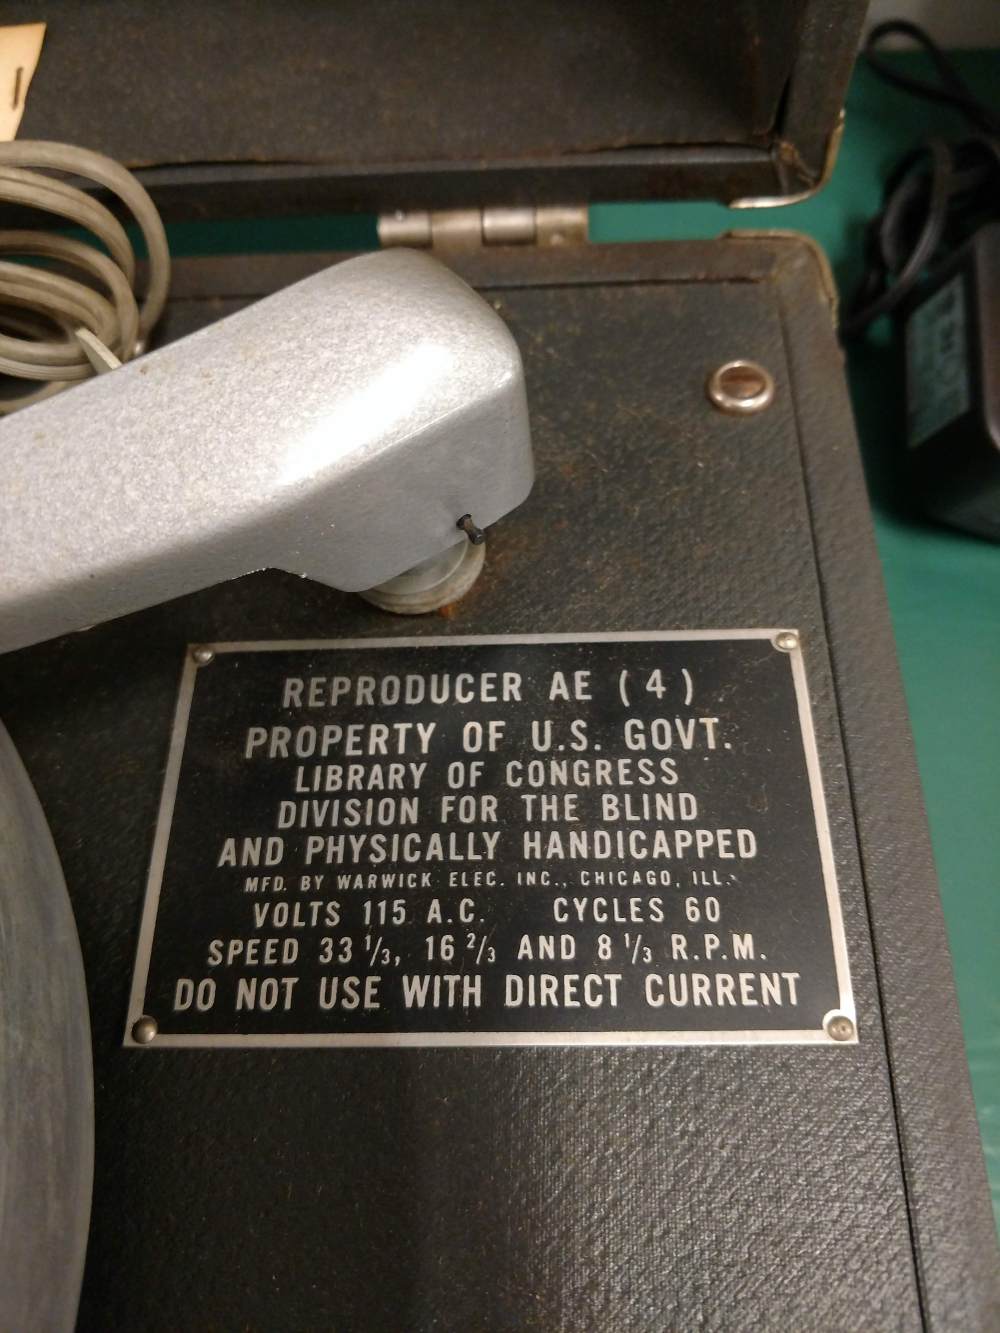 REPRODUCER AE (4)
PROPERTY OF U.S. GOVT.
LIBRARY OF CONGRESS
DIVISION FOR THE BLIND
AND PHYSICALLY HANDICAPPED
MFD. BY WARWICK ELEC. INC., CHICAGO, ILL.
VOLTS 115 A.C. CYCLES 60
SPEED 33 1/3, 16 2/3 AND 8 1/3 R.P.M.
DO NOT USE WITH DIRECT CURRENT